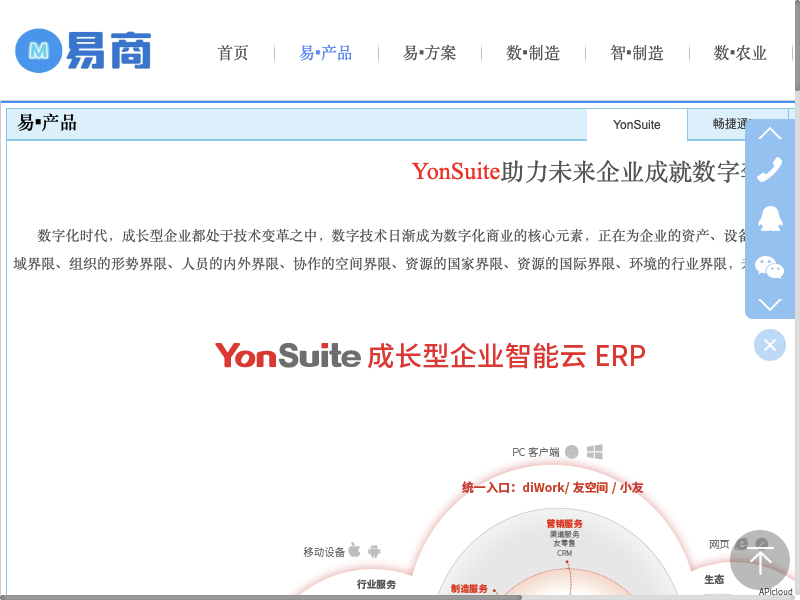 M 易商
首页
易▪产品
易▪方案
数▪制造
智▪制造
数▪农业
易▪产品
YonSuite
畅捷通
YonSuite助力未来企业成就数字
数字化时代，成长型企业都处于技术变革之中，数字技术日渐成为数字化商业的核心元素，正在为企业的资产、设备
域界限、组织的形势界限、人员的内外界限、协作的空间界限、资源的国家界限、资源的国际界限、环境的行业界限，
YonSuite 成长型企业智能云 ERP
PC 客户端
统一入口：diWork/ 友空间 / 小友
营销服务
渠道服务
友零售
CRM
移动设备
网页
行业服务
制造服务
生态
APIcloud